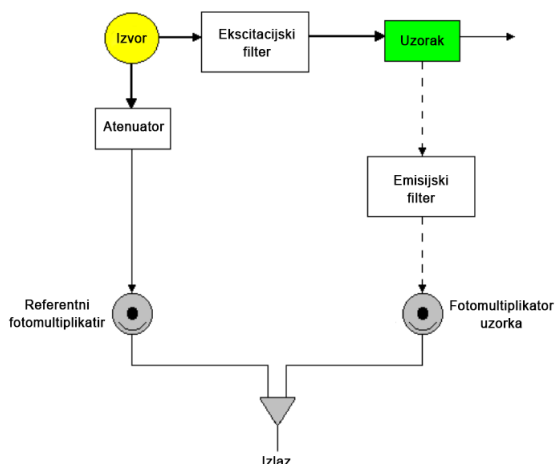 Izvor
Ekscitacijski
filter
Uzorak
Atenuator
Emisijski
filter
Referentni
fotomultiplikatir
Fotomultiplikator
uzorka
Izlaz